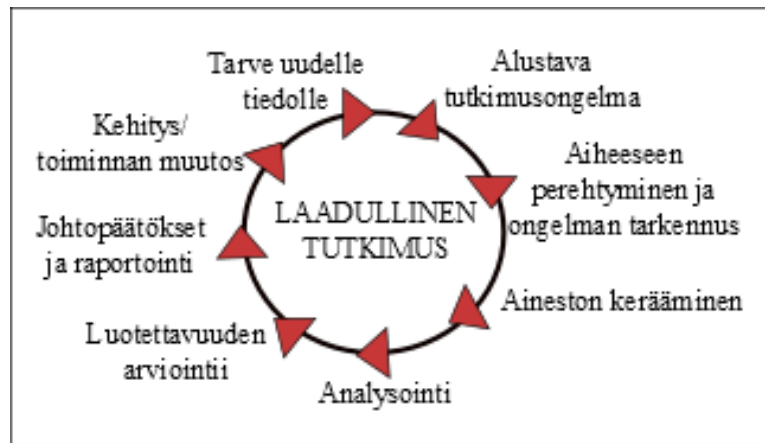 Tarve uudelle
tiedolle
Alustava
tutkimusongelma
Aiheeseen
perehtyminen ja
ongelman tarkennus
Aineston kerääminen
Analysointi
Luotettavuuden
arviointii
Johtopäätökset
ja raportointi
Kehitys/
toiminnan muutos
LAADULLINEN
TUTKIMUS